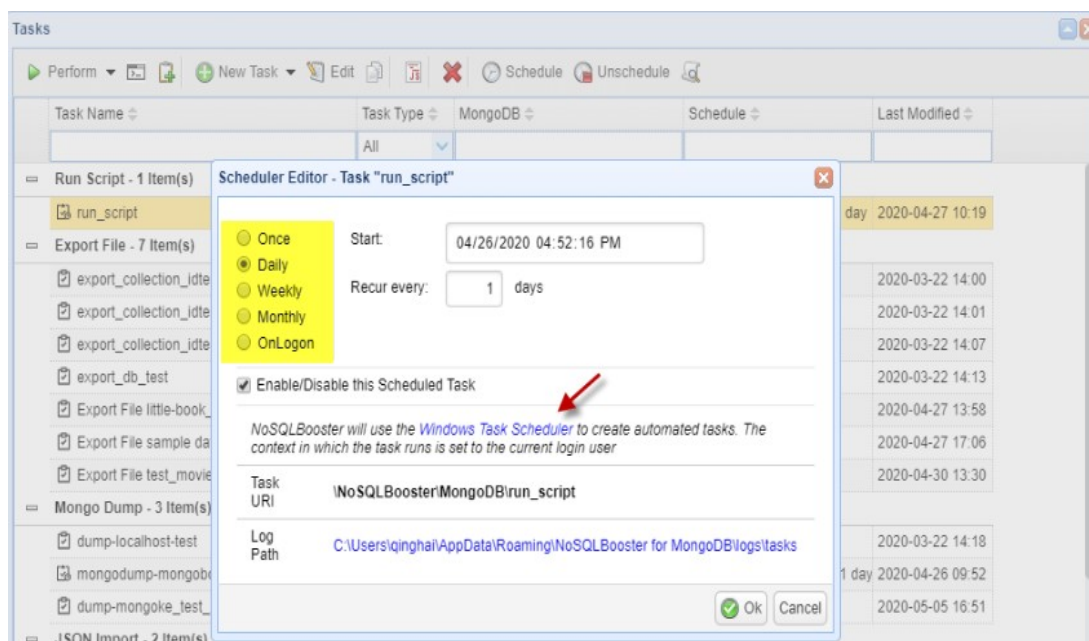 Tasks
Perform New Task Edit Schedule Unschedule
Task Name Task Type MongoDB Schedule Last Modified
All
Run Script - 1 Item(s)
run_script day 2020-04-27 10:19
Export File - 7 Item(s)
export_collection_idte 2020-03-22 14:00
export_collection_idte 2020-03-22 14:01
export_collection_idte 2020-03-22 14:07
export_db_test 2020-03-22 14:13
Export File little-book_ 2020-04-27 13:58
Export File sample da 2020-04-27 17:06
Export File test_movie 2020-04-30 13:30
Mongo Dump - 3 Item(s)
dump-localhost-test 2020-03-22 14:18
mongodump-mongobo 1 day 2020-04-26 09:52
dump-mongoke_test_ 2020-05-05 16:51
JSON Import - 2 Item(s)
Scheduler Editor - Task "run_script"
Once
Daily
Weekly
Monthly
OnLogon
Start: 04/26/2020 04:52:16 PM
Recur every: 1 days
Enable/Disable this Scheduled Task
NoSQLBooster will use the Windows Task Scheduler to create automated tasks. The
context in which the task runs is set to the current login user
Task
URI
\NoSQLBooster\MongoDB\run_script
Log
Path
C:\Users\qinghai\AppData\Roaming\NoSQLBooster for MongoDB\logs\tasks
Ok Cancel